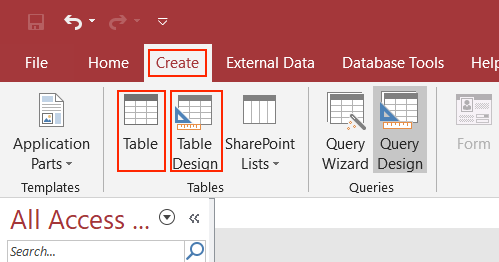 File Home Create External Data Database Tools Help
Application Parts
Table
Table Design
SharePoint Lists
Query Wizard
Query Design
Form
Templates Tables Queries
All Access ...
Search...